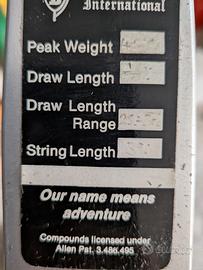 International
Peak Weight
Draw Length
Draw Length
Range
String Length
Our name means
adventure
Compounds licensed under
Allen Pat. 3.486.495